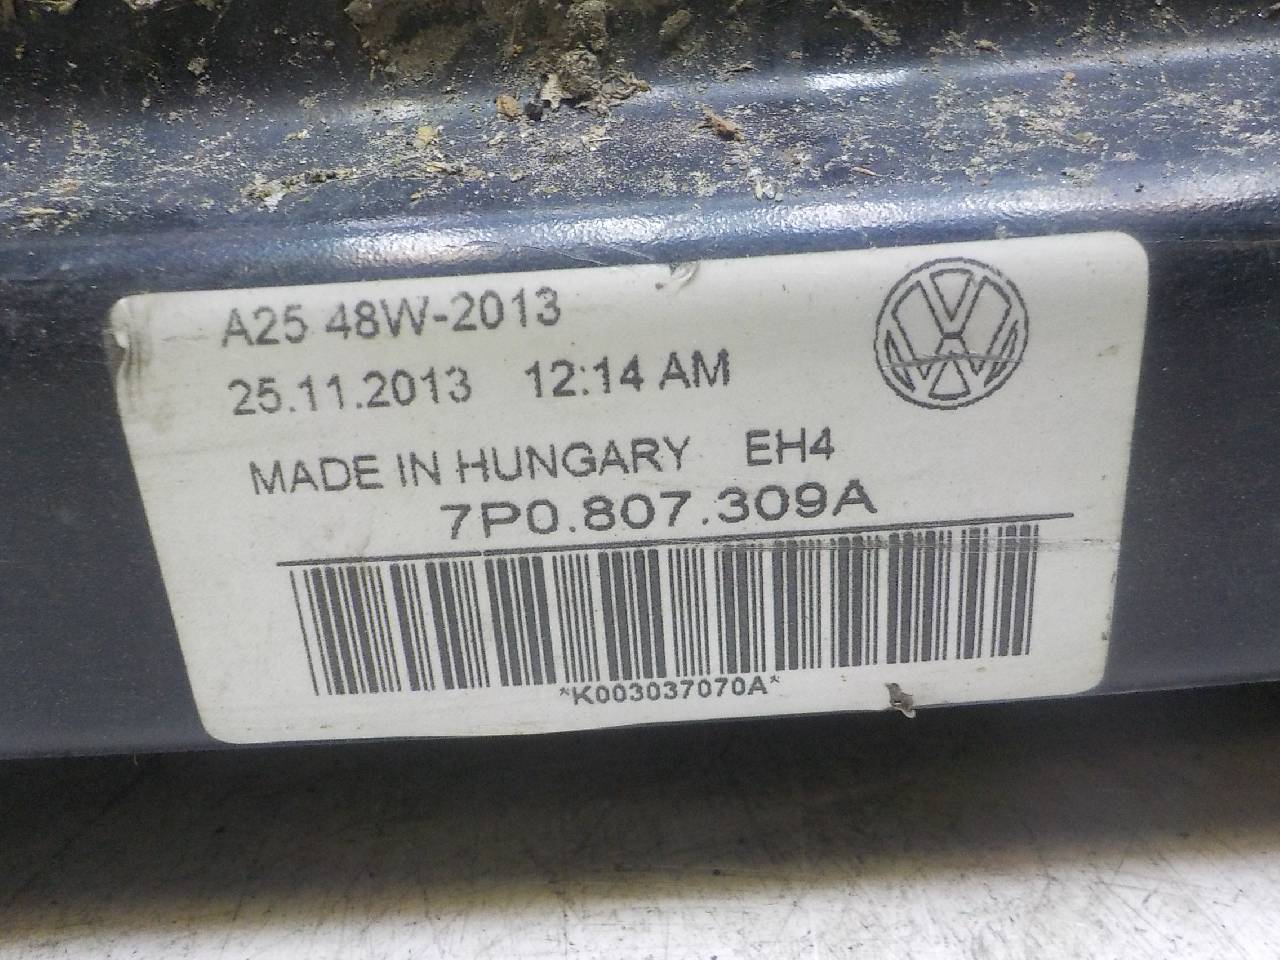 A25 48W-2013
25.11.2013 12:14 AM
MADE IN HUNGARY EH4
7P0.807.309A
*K003037070A*